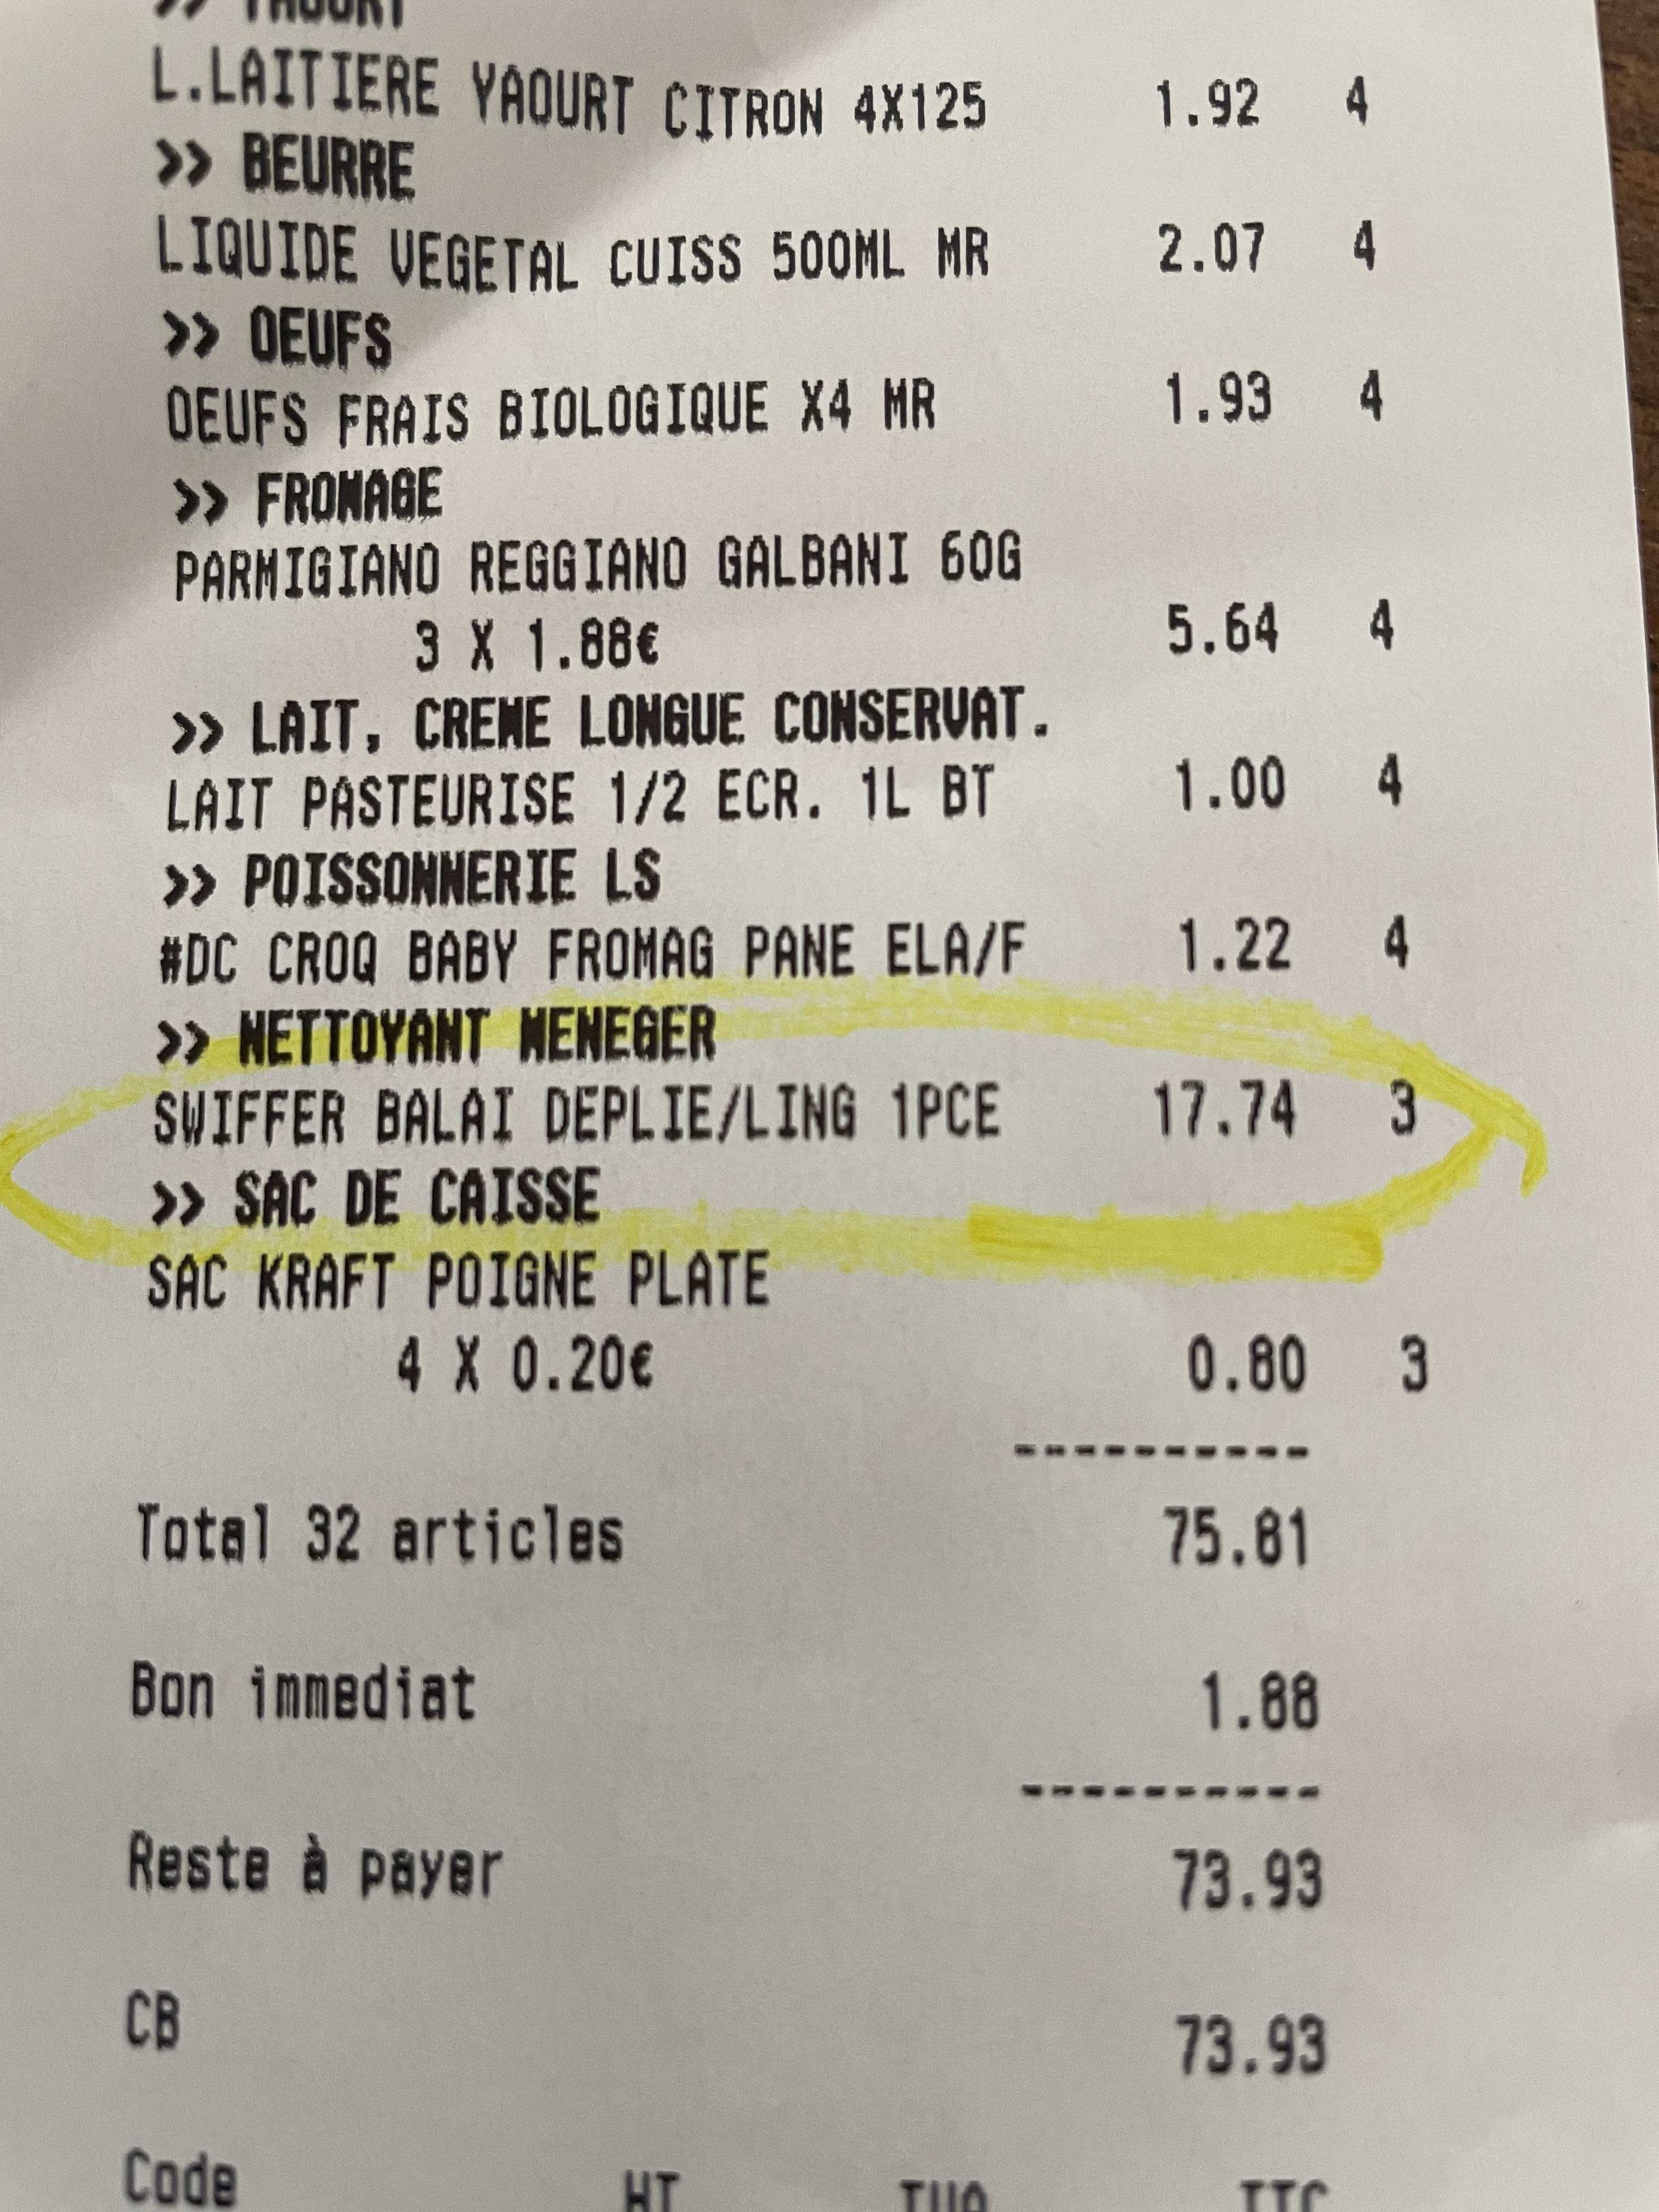 >> YAOURT
L.LAITIERE YAOURT CITRON 4X125 1.92 4
>> BEURRE
LIQUIDE VEGETAL CUISS 500ML MR 2.07 4
>> OEUFS
OEUFS FRAIS BIOLOGIQUE X4 MR 1.93 4
>> FROMAGE
PARMIGIANO REGGIANO GALBANI 60G
3 X 1.88€ 5.64 4
>> LAIT, CREME LONGUE CONSERVAT.
LAIT PASTEURISE 1/2 ECR. 1L BT 1.00 4
>> POISSONNERIE LS
#DC CROQ BABY FROMAG PANE ELA/F 1.22 4
>> NETTOYANT MENEGER
SWIFFER BALAI DEPLIE/LING 1PCE 17.74 3
>> SAC DE CAISSE
SAC KRAFT POIGNE PLATE
4 X 0.20€ 0.80 3
----------
Total 32 articles 75.81
Bon immediat 1.88
----------
Reste à payer 73.93
CB 73.93
Code HT TVA TTC